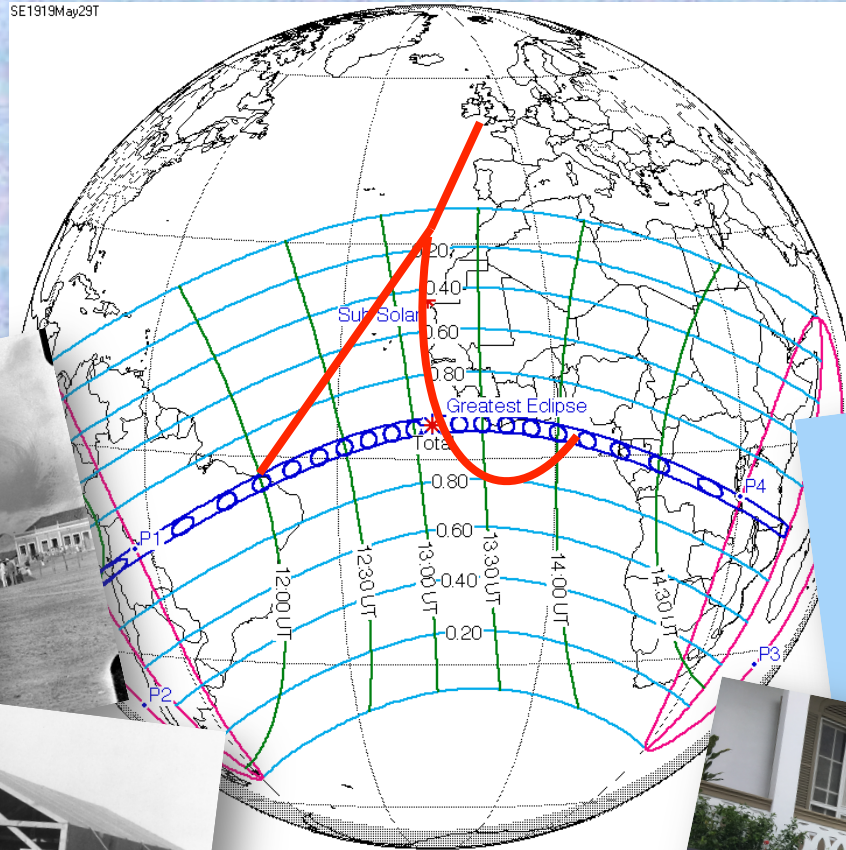 SE1919May29T
0.20
0.40
Sub Solar
0.60
0.80
Greatest Eclipse
Total
0.80
P4
P1
0.60
12:00 UT
12:30 UT
13:00 UT
13:30 UT
14:00 UT
14:30 UT
0.40
0.20
P3
P2